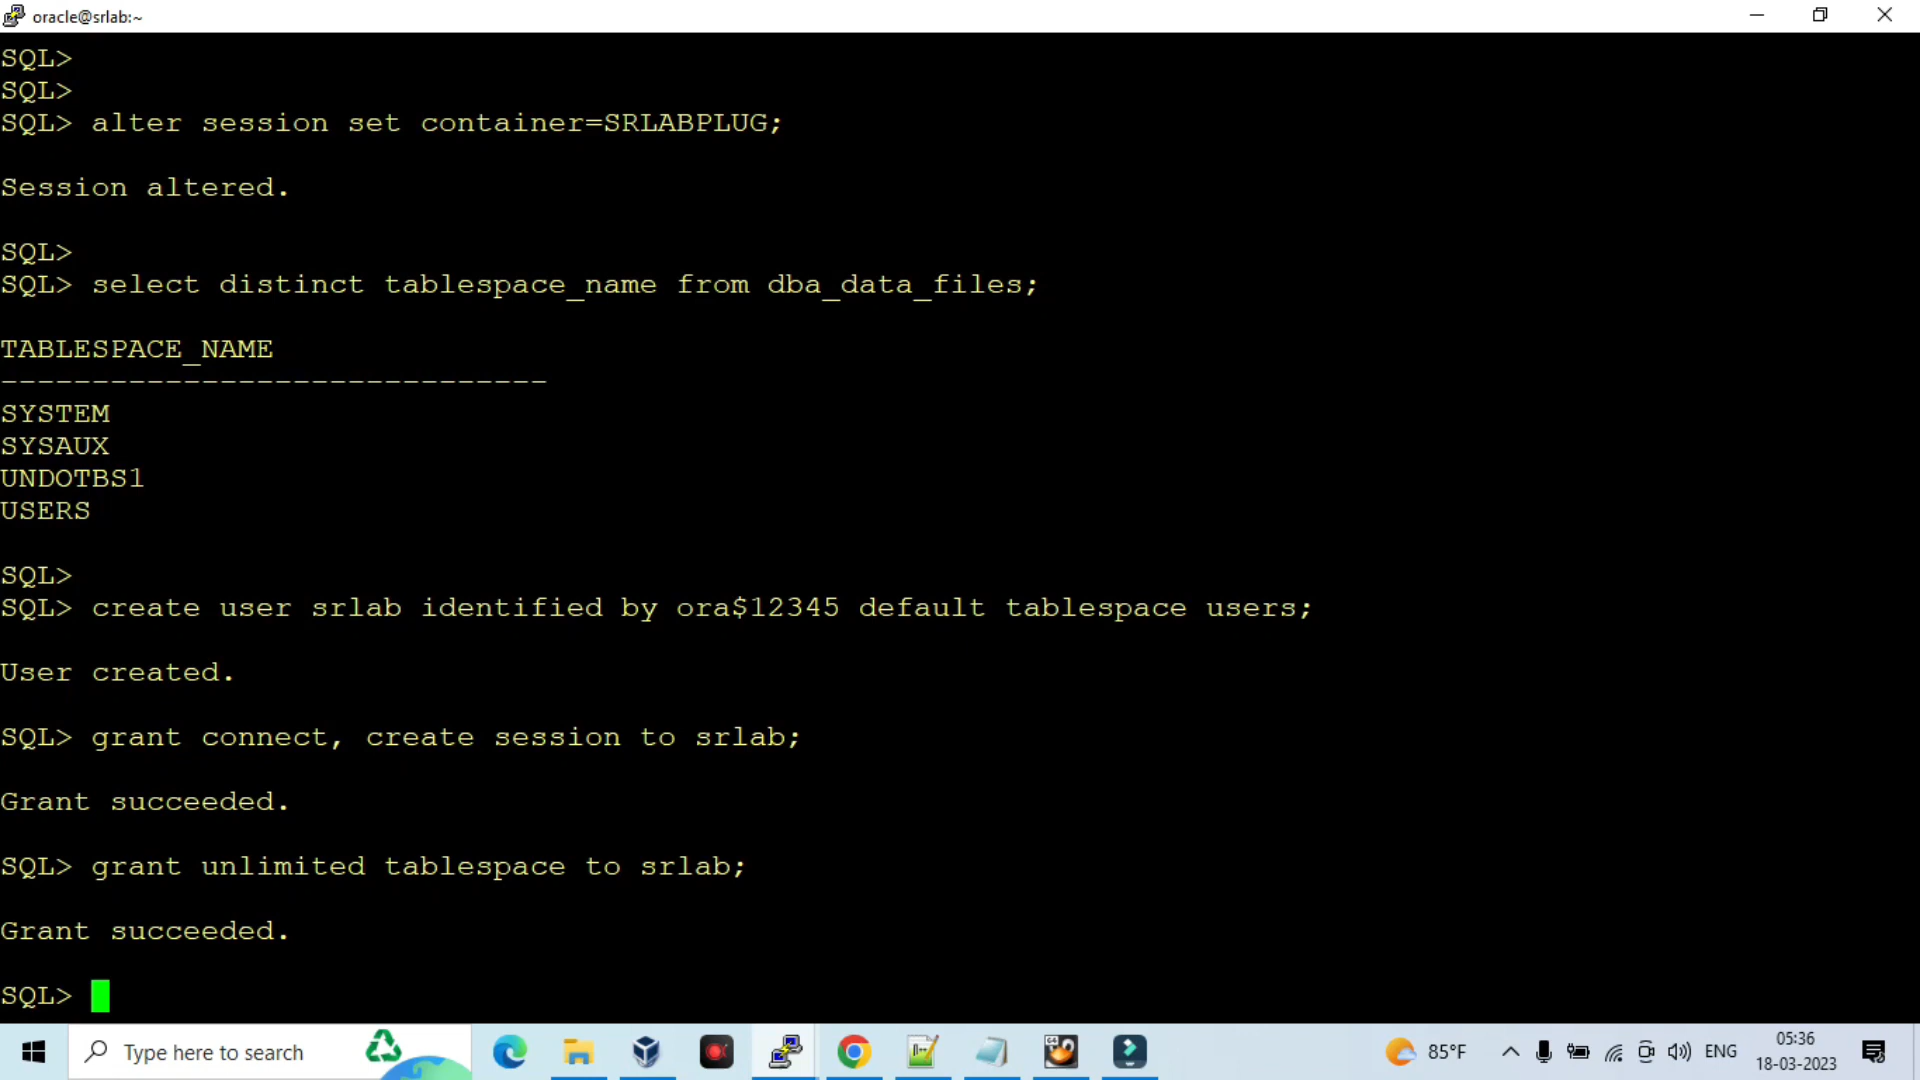 oracle@srlab:~
SQL>
SQL>
SQL> alter session set container=SRLABPLUG;
Session altered.
SQL>
SQL> select distinct tablespace_name from dba_data_files;
TABLESPACE_NAME
------------------------------
SYSTEM
SYSAUX
UNDOTBS1
USERS
SQL>
SQL> create user srlab identified by ora$12345 default tablespace users;
User created.
SQL> grant connect, create session to srlab;
Grant succeeded.
SQL> grant unlimited tablespace to srlab;
Grant succeeded.
SQL>
Type here to search
85°F
ENG
05:36
18-03-2023